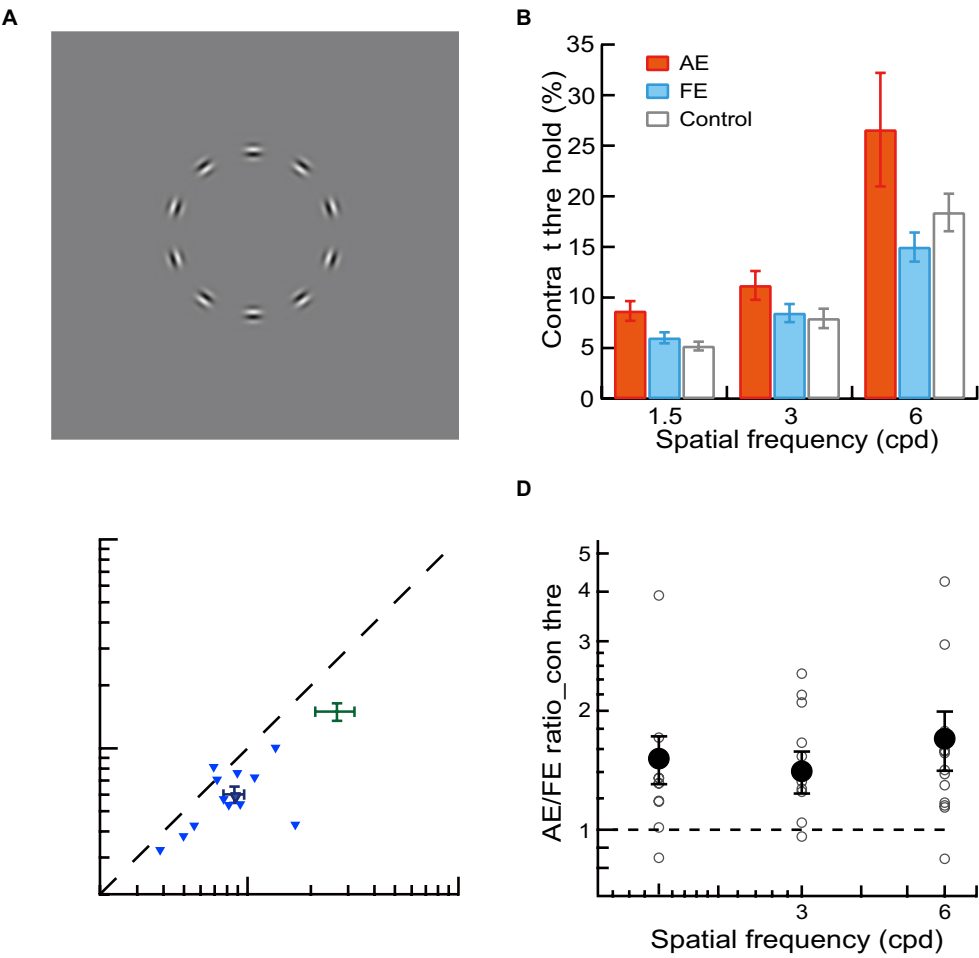 A
B
35
30
25
20
15
10
5
0
Contra t thre hold (%)
AE
FE
Control
1.5
3
6
Spatial frequency (cpd)
D
5
4
3
2
1
AE/FE ratio_con thre
3
6
Spatial frequency (cpd)